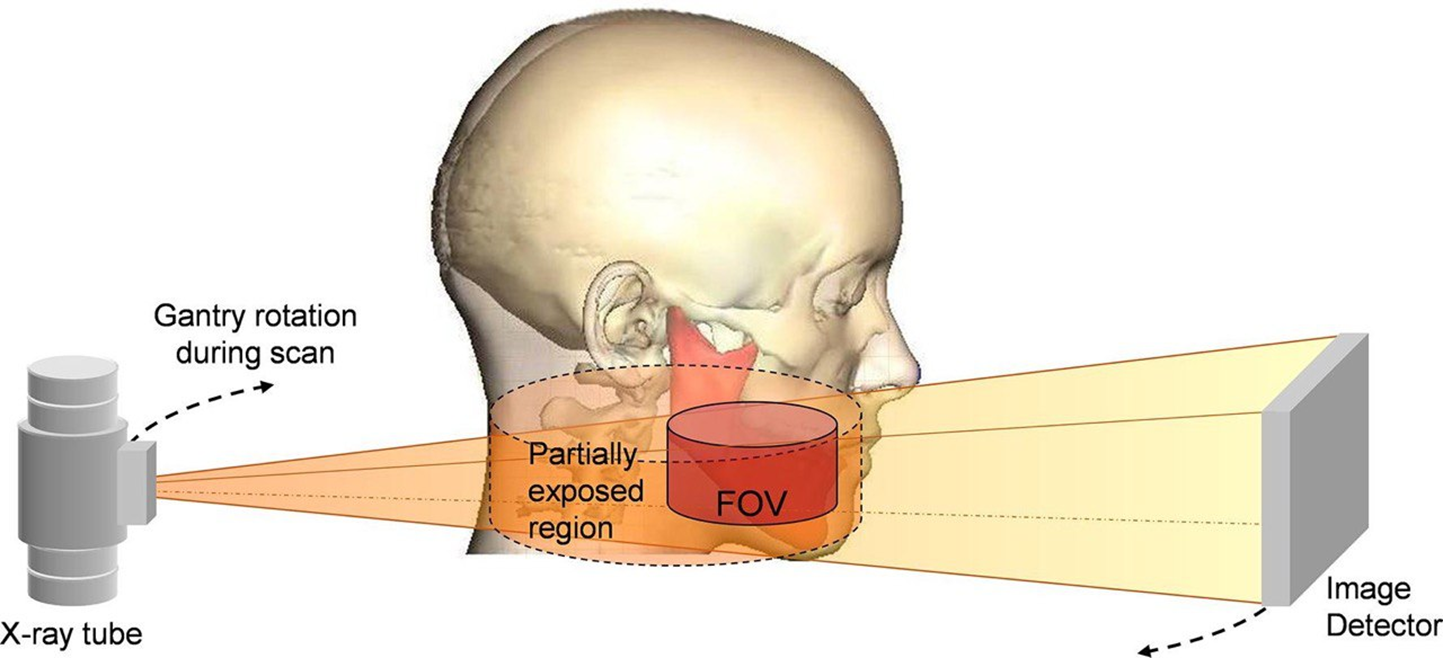 Gantry rotation
during scan
Partially
exposed
region
FOV
X-ray tube
Image
Detector